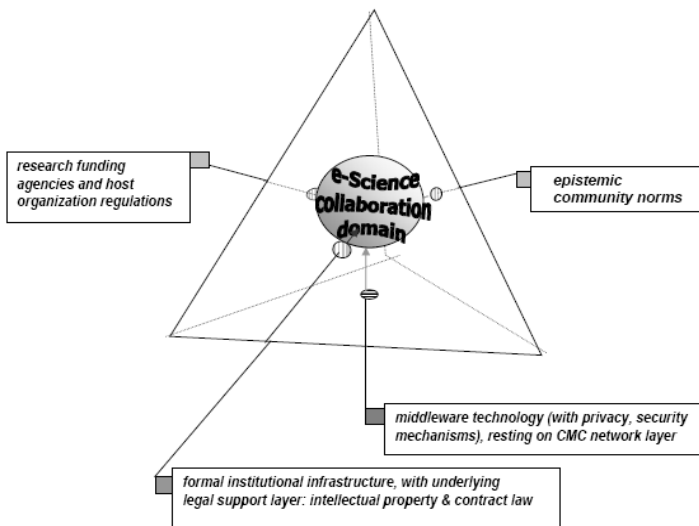 e-Science
collaboration
domain
research funding
agencies and host
organization regulations
epistemic
community norms
middleware technology (with privacy, security
mechanisms), resting on CMC network layer
formal institutional infrastructure, with underlying
legal support layer: intellectual property & contract law